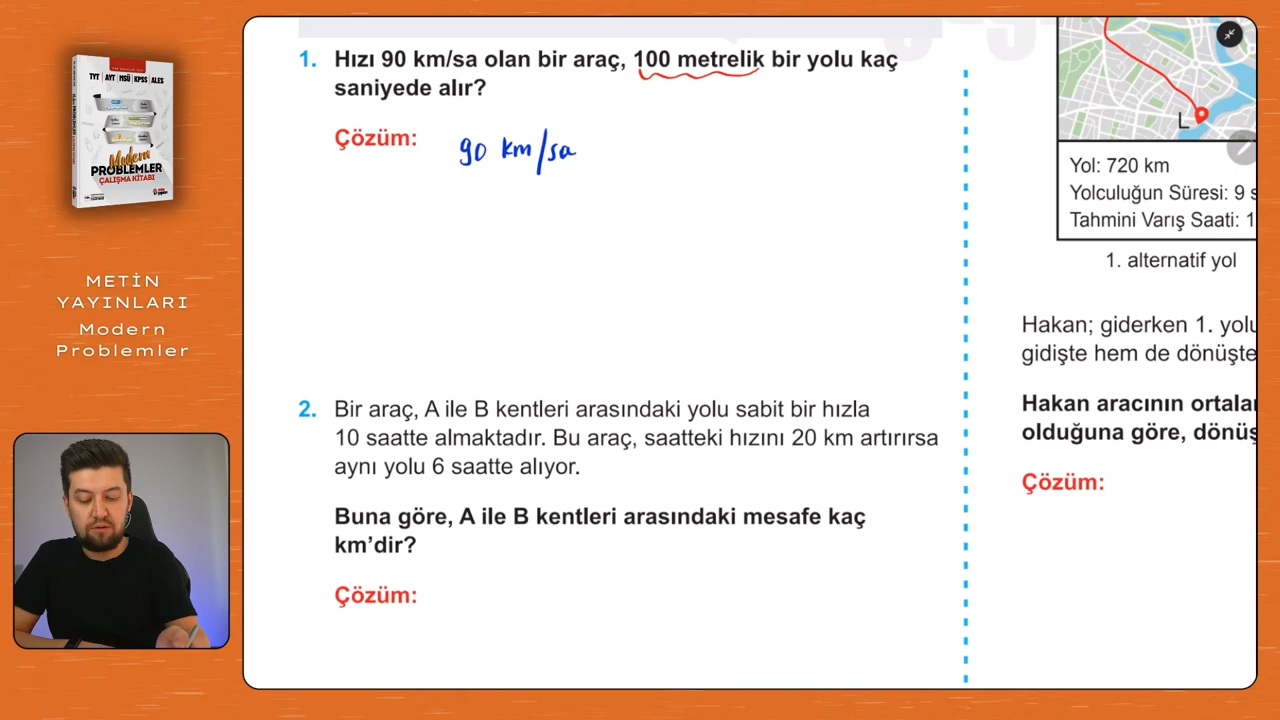 TYT AYT MSÜ KPSS ALES
Modern
PROBLEMLER
ÇALIŞMA KİTABI
METİN
YAYINLARI
Modern
Problemler
1. Hızı 90 km/sa olan bir araç, 100 metrelik bir yolu kaç
saniyede alır?
Çözüm:
90 km/sa
2. Bir araç, A ile B kentleri arasındaki yolu sabit bir hızla
10 saatte almaktadır. Bu araç, saatteki hızını 20 km artırırsa
aynı yolu 6 saatte alıyor.
Buna göre, A ile B kentleri arasındaki mesafe kaç
km’dir?
Çözüm:
L
Yol: 720 km
Yolculuğun Süresi: 9 s
Tahmini Varış Saati: 1
1. alternatif yol
Hakan; giderken 1. yolu
gidişte hem de dönüşte
Hakan aracının ortala
olduğuna göre, dönüş
Çözüm: